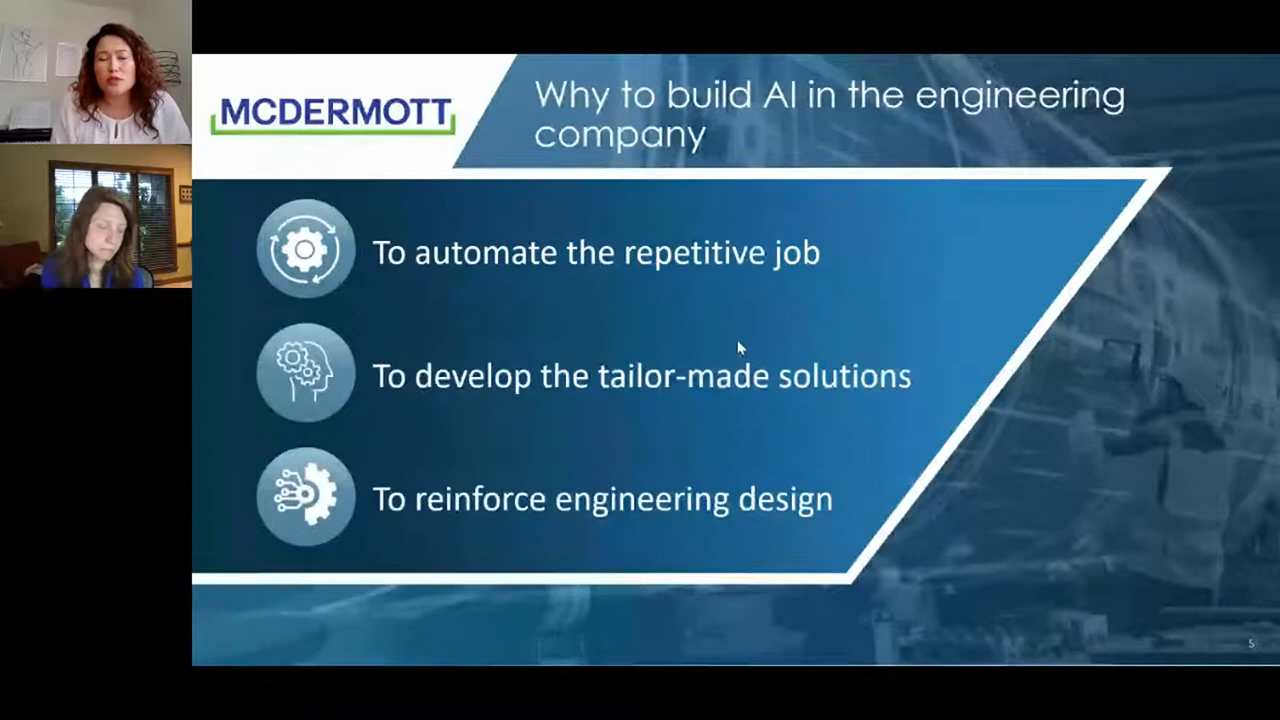 MCDERMOTT
Why to build AI in the engineering
company
To automate the repetitive job
To develop the tailor-made solutions
To reinforce engineering design
5